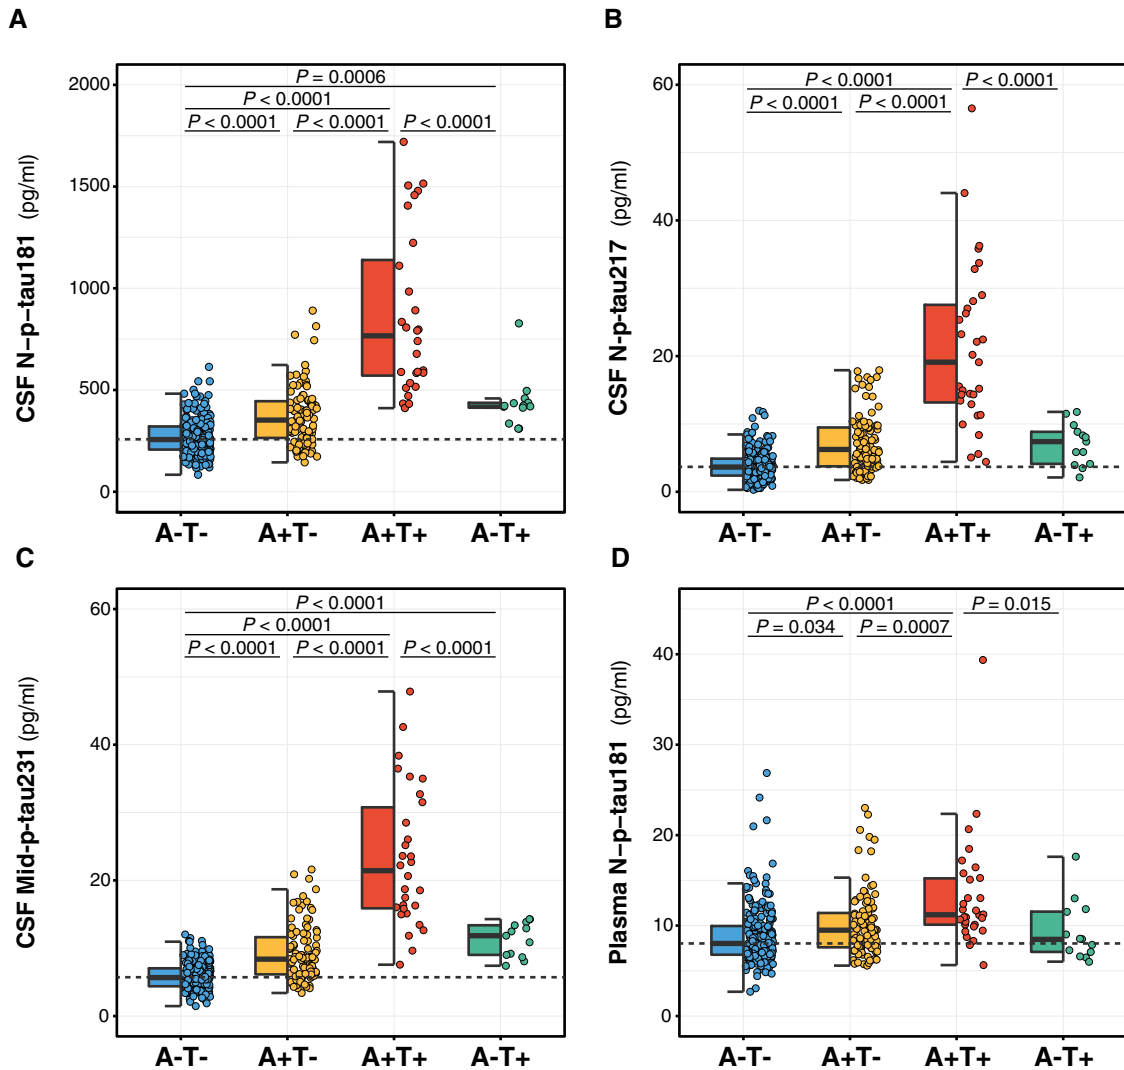 A
P = 0.0006
P < 0.0001
P < 0.0001 P < 0.0001 P < 0.0001
CSF N-p-tau181 (pg/ml)
2000
1500
1000
500
0
A-T- A+T- A+T+ A-T+
B
P < 0.0001 P < 0.0001
P < 0.0001 P < 0.0001
CSF N-p-tau217 (pg/ml)
60
40
20
0
A-T- A+T- A+T+ A-T+
C
P < 0.0001
P < 0.0001
P < 0.0001 P < 0.0001 P < 0.0001
CSF Mid-p-tau231 (pg/ml)
60
40
20
0
A-T- A+T- A+T+ A-T+
D
P < 0.0001 P = 0.015
P = 0.034 P = 0.0007
Plasma N-p-tau181 (pg/ml)
40
30
20
10
0
A-T- A+T- A+T+ A-T+